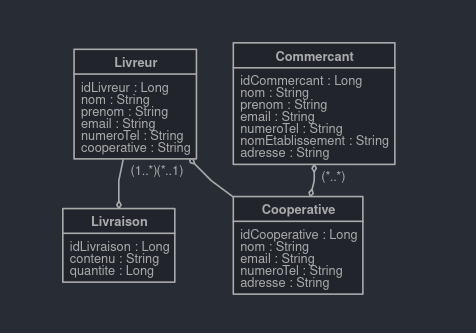 Livreur
idLivreur : Long
nom : String
prenom : String
email : String
numeroTel : String
cooperative : String
Commercant
idCommercant : Long
nom : String
prenom : String
email : String
numeroTel : String
nomEtablissement : String
adresse : String
(1..*)(*..1)
(*..*)
Livraison
idLivraison : Long
contenu : String
quantite : Long
Cooperative
idCooperative : Long
nom : String
email : String
numeroTel : String
adresse : String